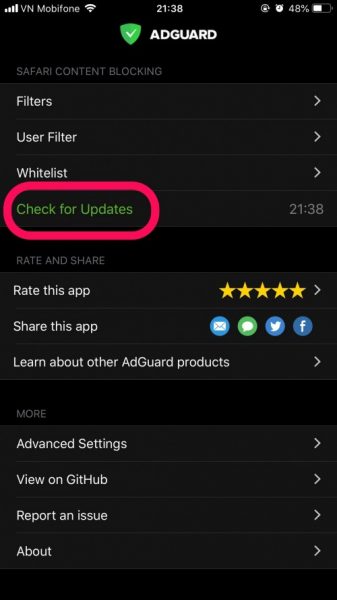 VN Mobifone 21:38 48%
ADGUARD
SAFARI CONTENT BLOCKING
Filters
User Filter
Whitelist
Check for Updates 21:38
RATE AND SHARE
Rate this app
Share this app
Learn about other AdGuard products
MORE
Advanced Settings
View on GitHub
Report an issue
About